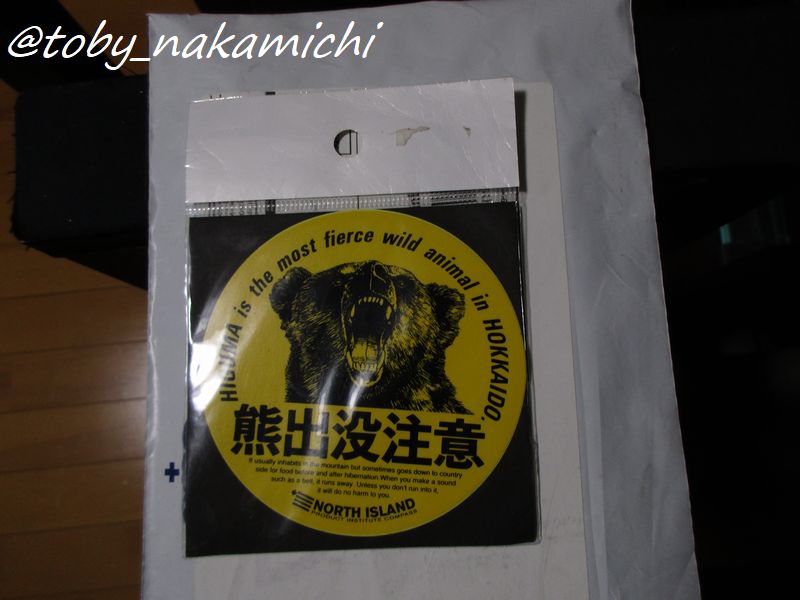 @toby_nakamichi
HIGUMA is the most fierce wild animal in HOKKAIDO.
熊出没注意
It usually inhabits in the mountain but sometimes goes down to country
side for food before and after hibernation.When you make a sound
such as a bell, it runs away. Unless you don't run into it,
it will do no harm to you.
NORTH ISLAND
PRODUCT INSTITUTE COMPASS